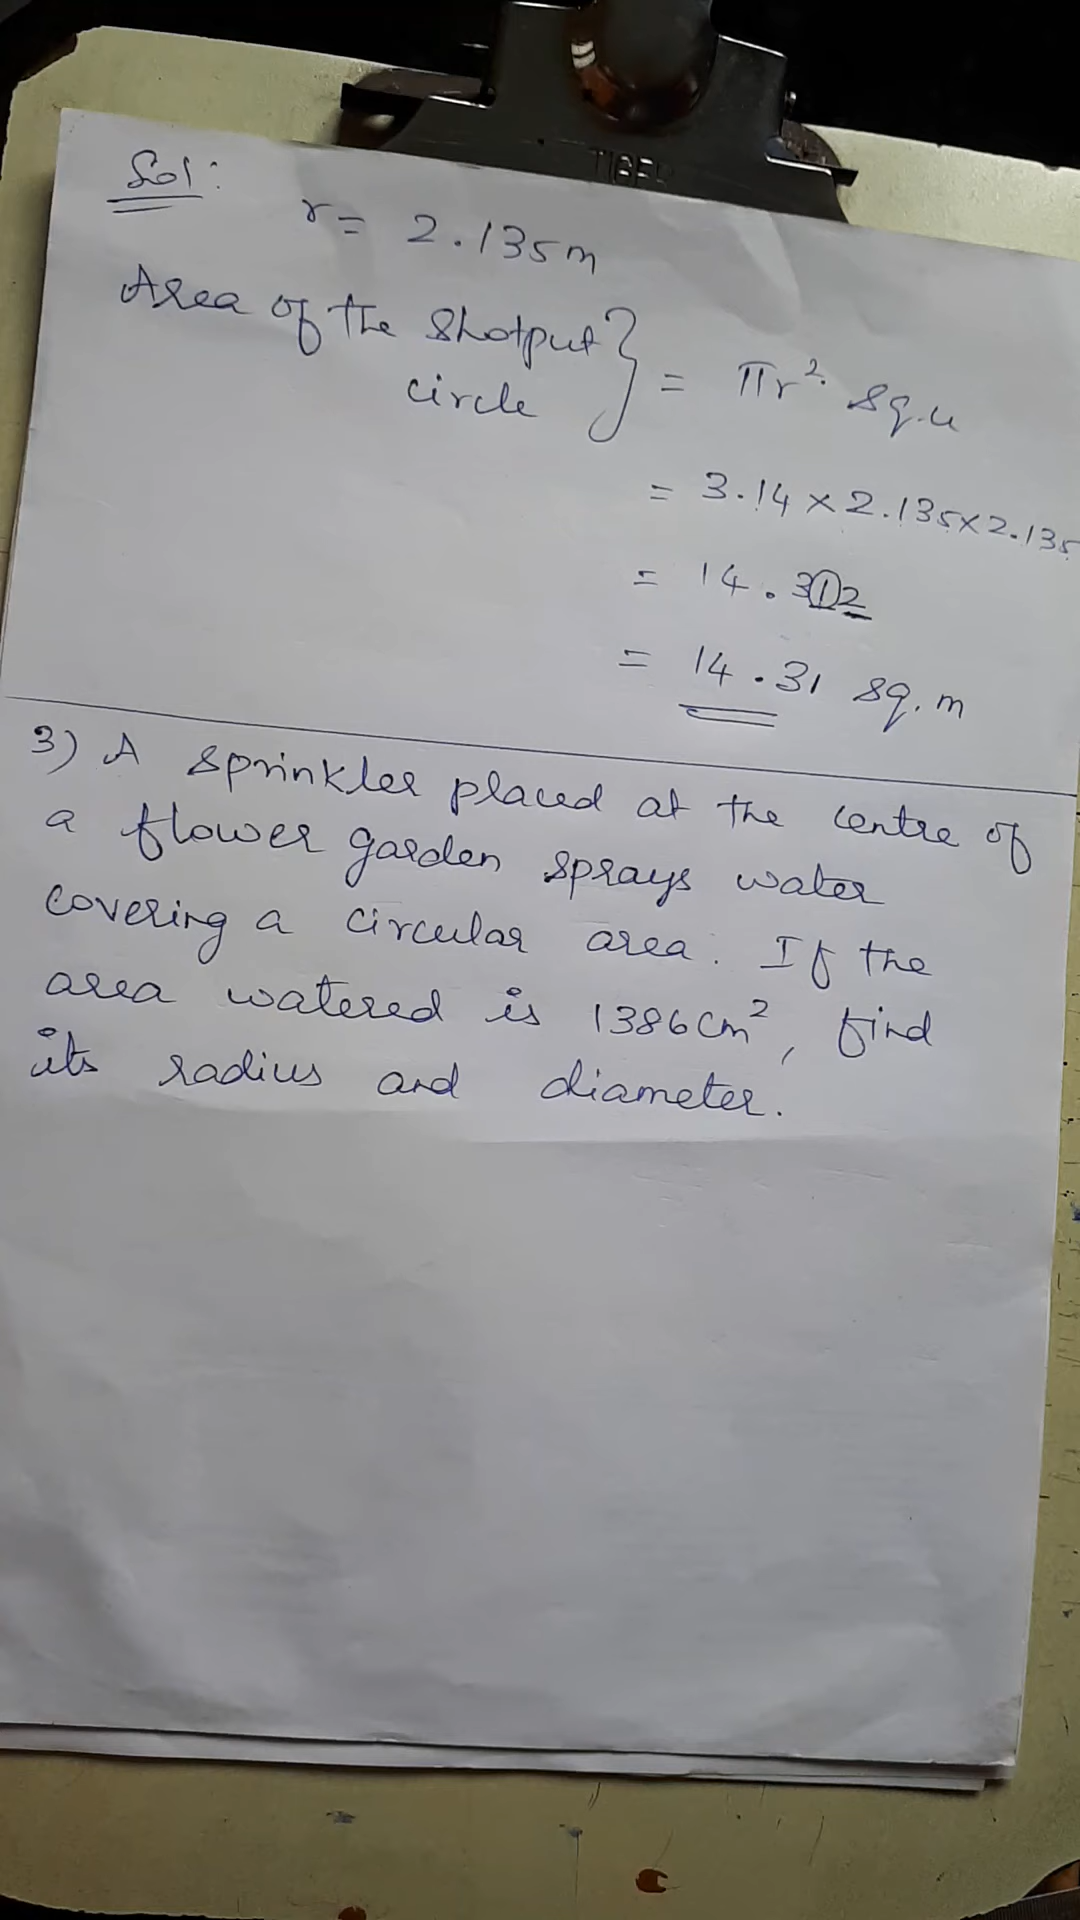 Sol:
r = 2.135m
Area of the Shotput } = πr² sq.u
circle
= 3.14 × 2.135 × 2.135
= 14.312
= 14.31 sq.m
3) A sprinkler placed at the centre of
a flower garden sprays water
covering a circular area. If the
area watered is 1386cm², find
its radius and diameter.